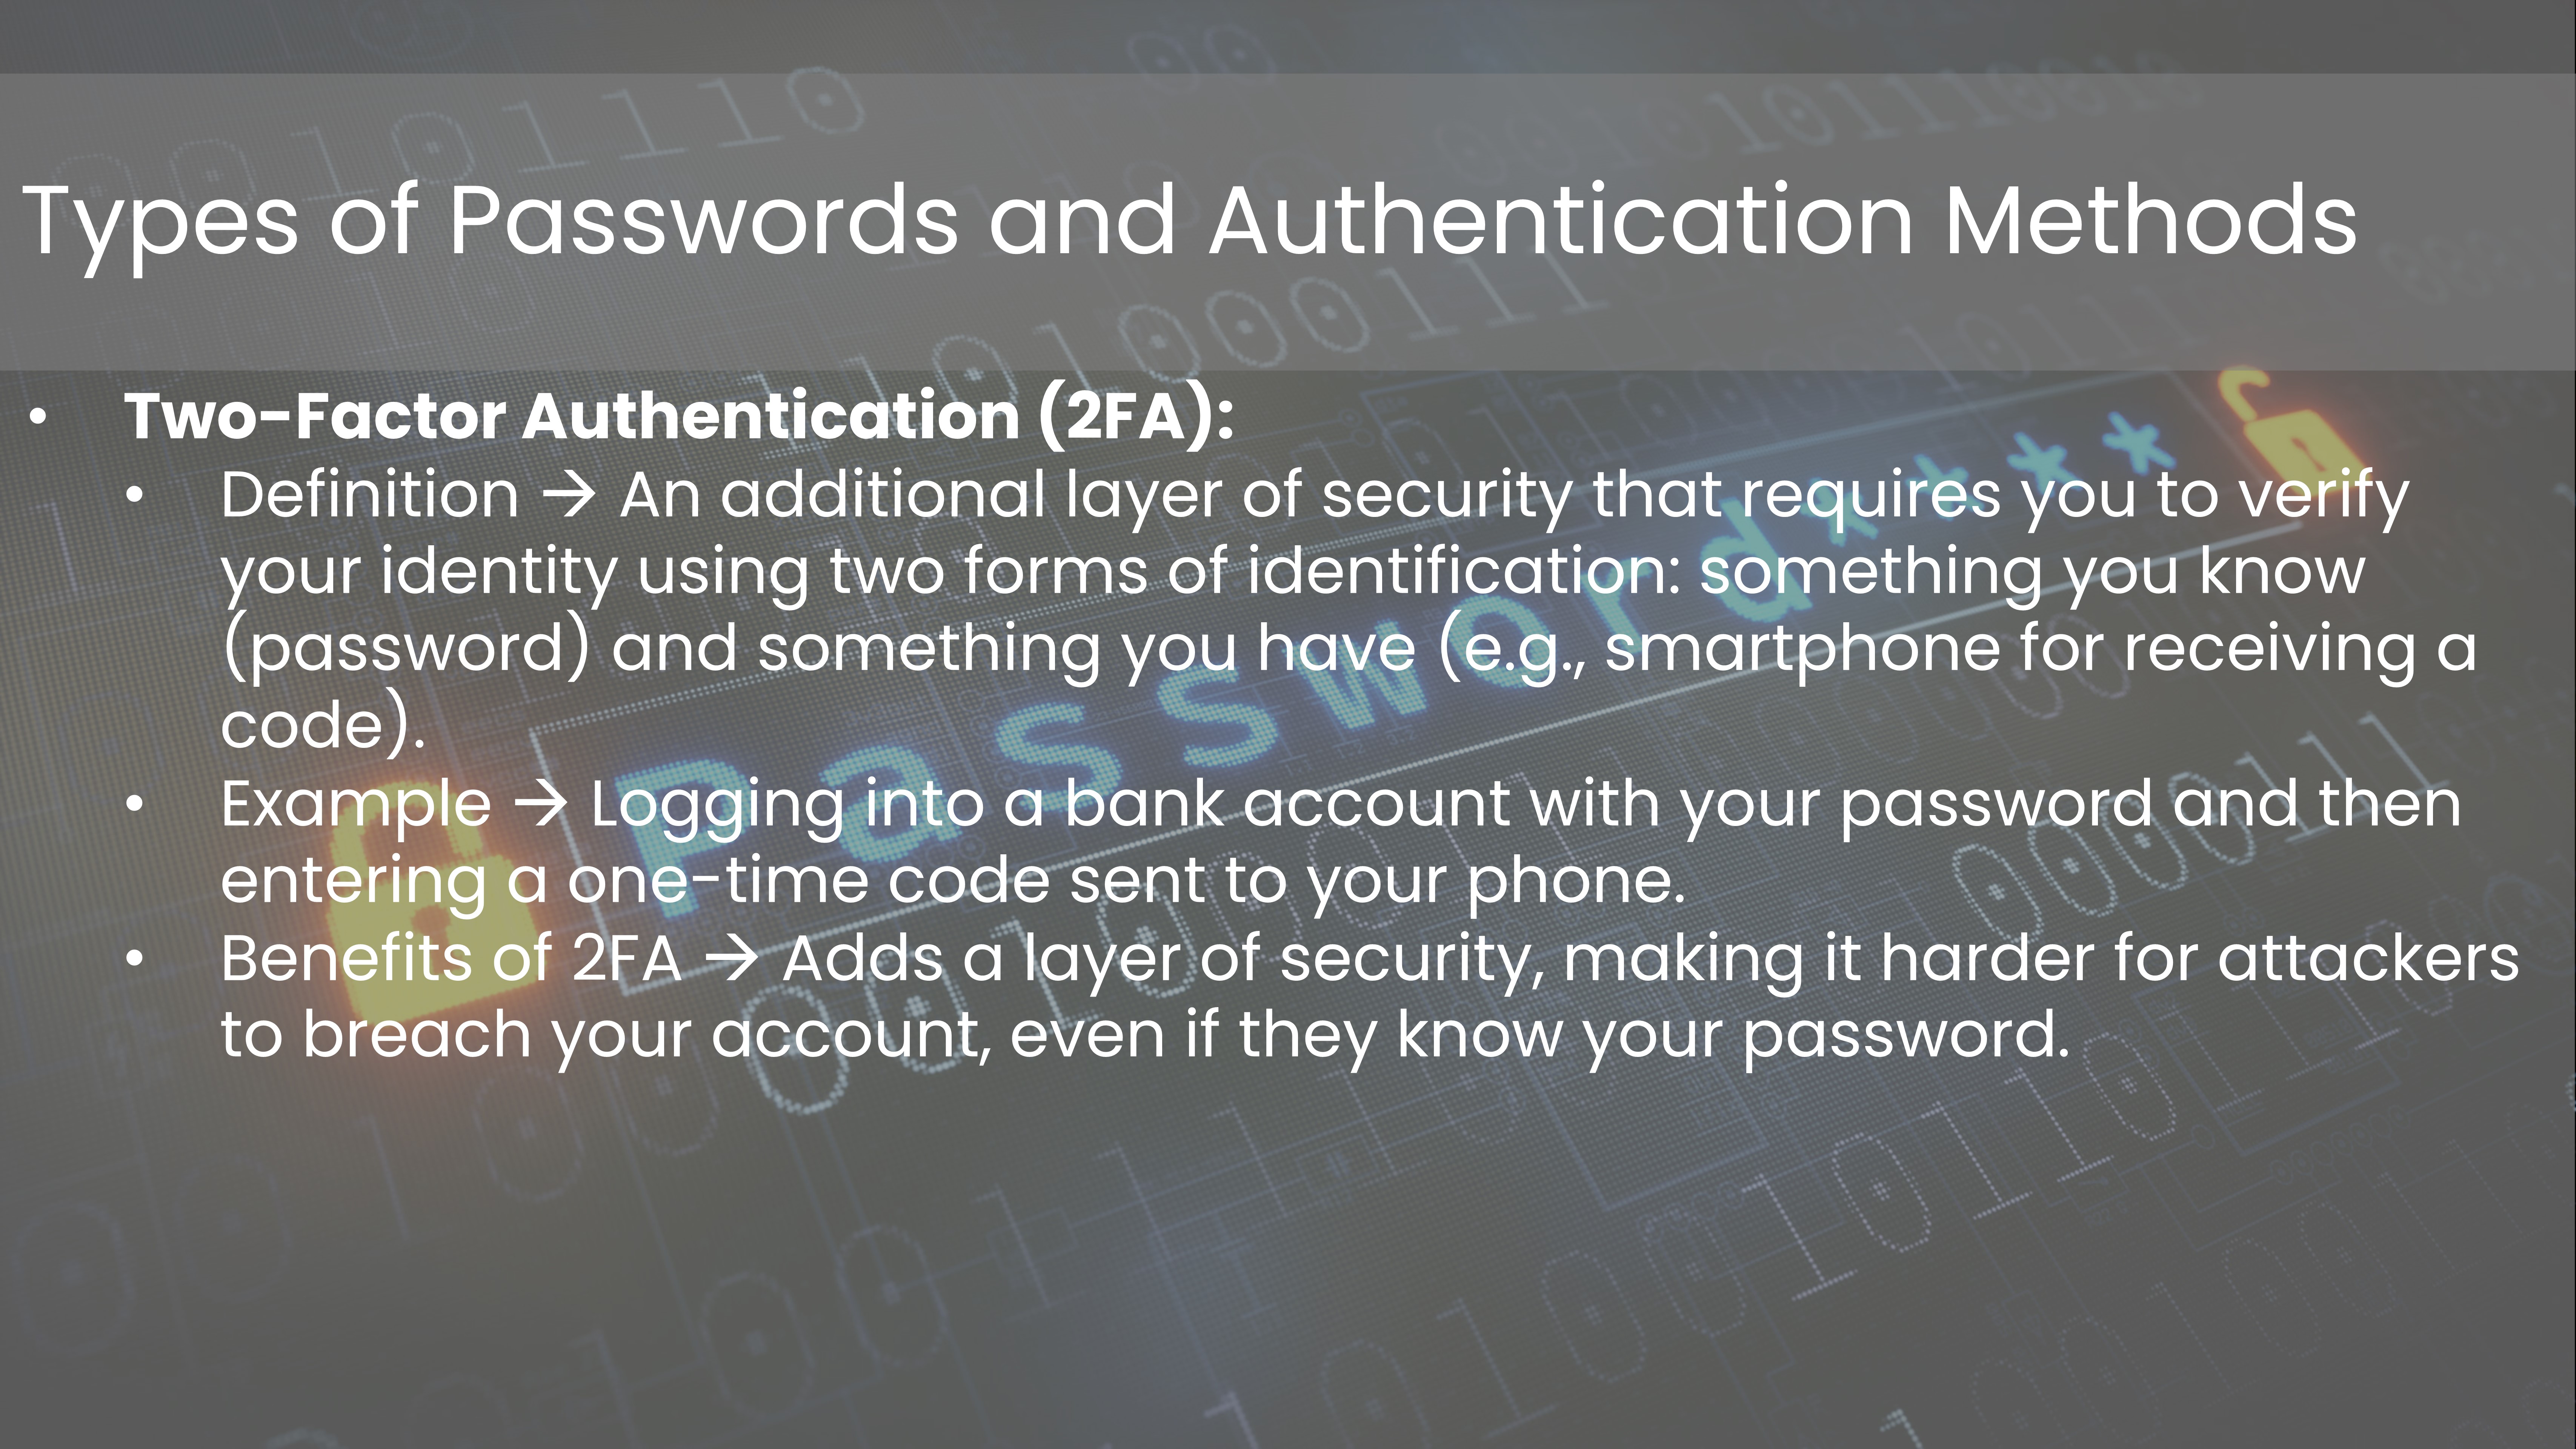 Types of Passwords and Authentication Methods
• Two-Factor Authentication (2FA):
• Definition → An additional layer of security that requires you to verify
your identity using two forms of identification: something you know
(password) and something you have (e.g., smartphone for receiving a
code).
• Example → Logging into a bank account with your password and then
entering a one-time code sent to your phone.
• Benefits of 2FA → Adds a layer of security, making it harder for attackers
to breach your account, even if they know your password.
Password****
00101110
000111